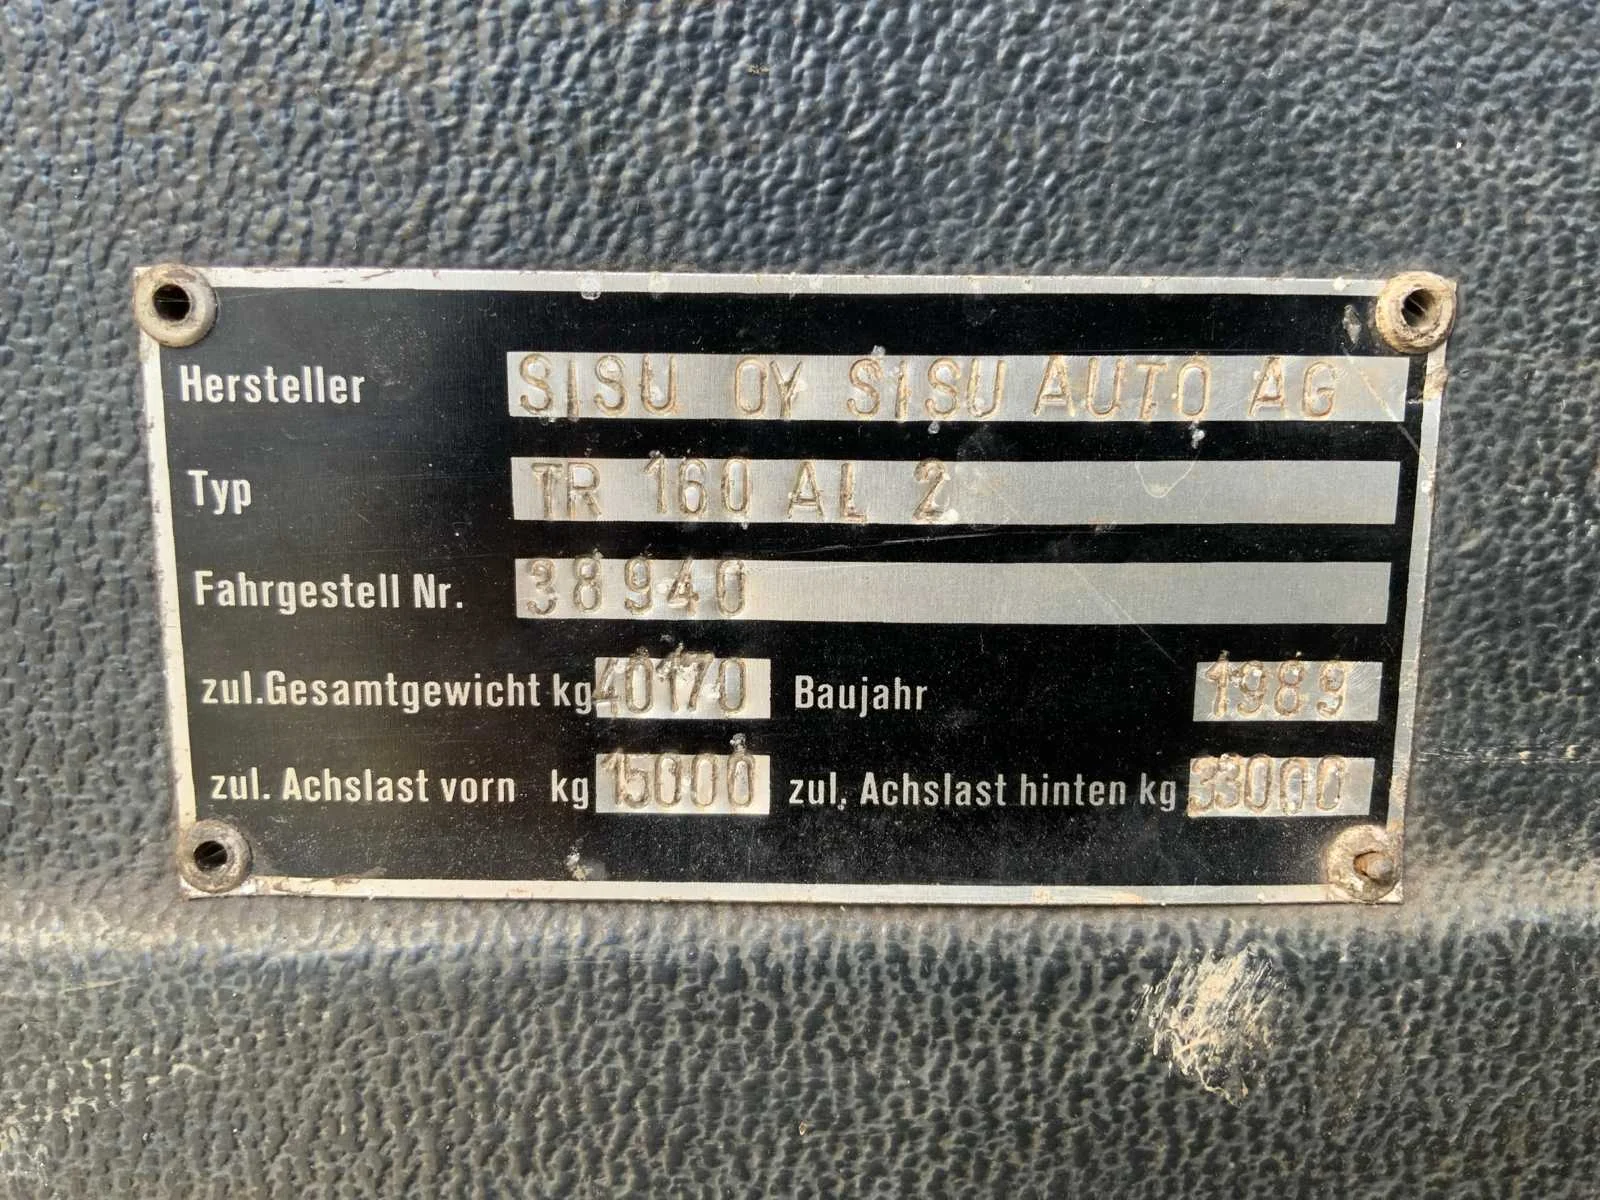 Hersteller SISU OY SISU AUTO AG
Typ TR 160 AL 2
Fahrgestell Nr. 38940
zul.Gesamtgewicht kg 40170 Baujahr 1989
zul. Achslast vorn kg 15000 zul. Achslast hinten kg 33000